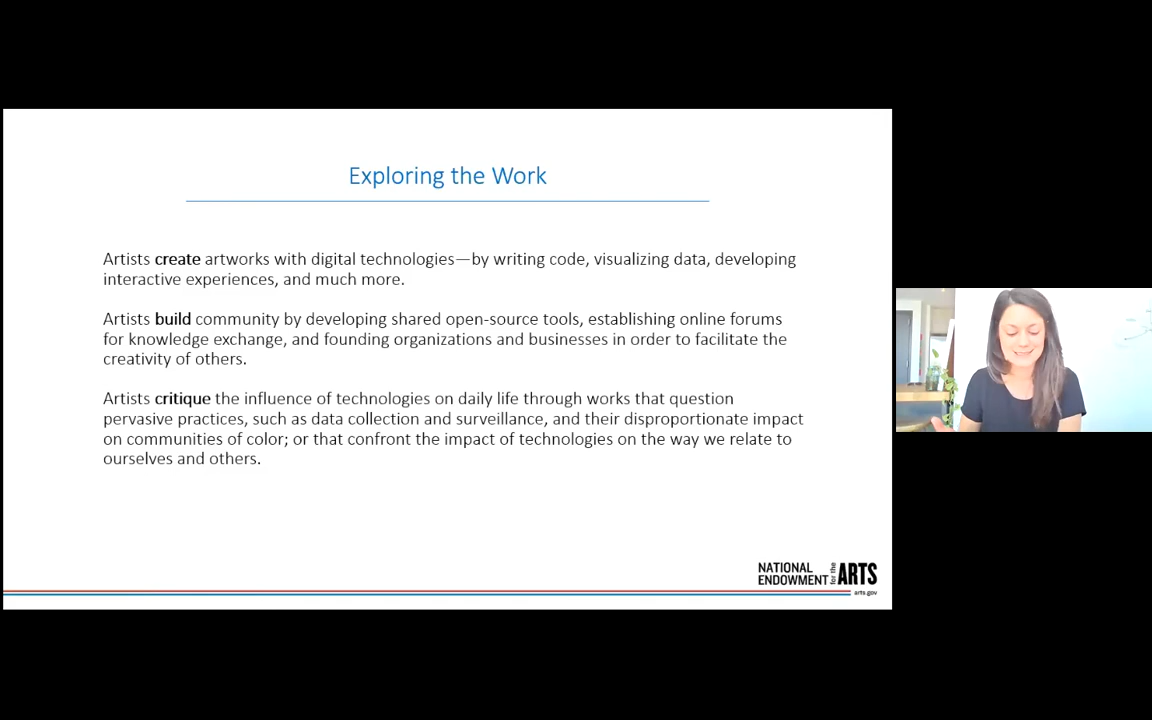 Exploring the Work
Artists create artworks with digital technologies—by writing code, visualizing data, developing
interactive experiences, and much more.
Artists build community by developing shared open-source tools, establishing online forums
for knowledge exchange, and founding organizations and businesses in order to facilitate the
creativity of others.
Artists critique the influence of technologies on daily life through works that question
pervasive practices, such as data collection and surveillance, and their disproportionate impact
on communities of color; or that confront the impact of technologies on the way we relate to
ourselves and others.
NATIONAL
ENDOWMENT
for the
ARTS
arts.gov